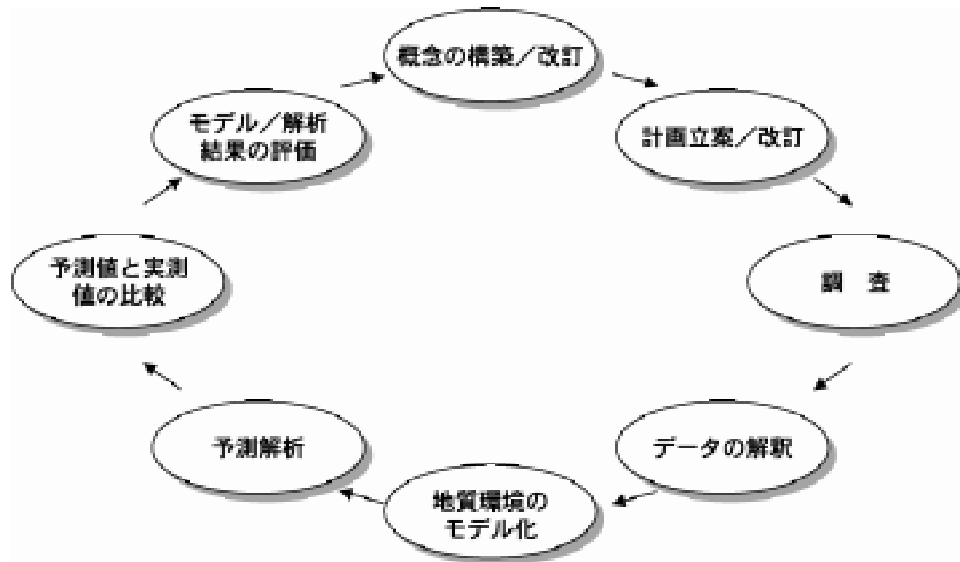 概念の構築／改訂
計画立案／改訂
調 査
データの解釈
地質環境の
モデル化
予測解析
予測値と実測
値の比較
モデル／解析
結果の評価